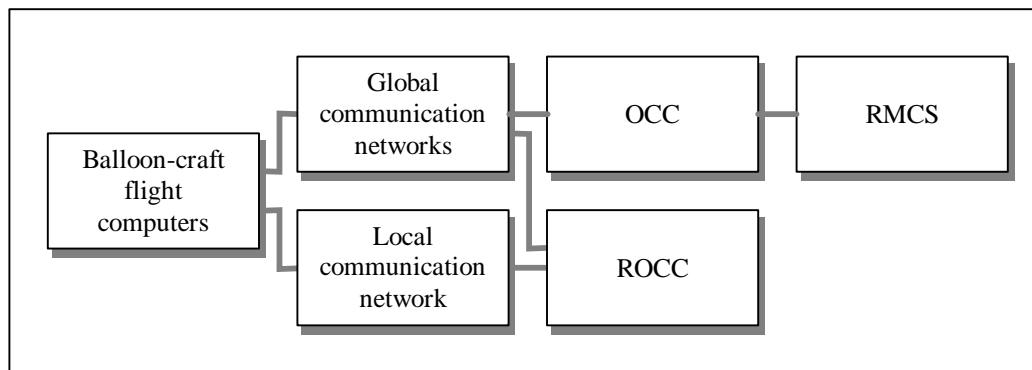 Global
communication
networks
OCC
RMCS
Balloon-craft
flight
computers
Local
communication
network
ROCC